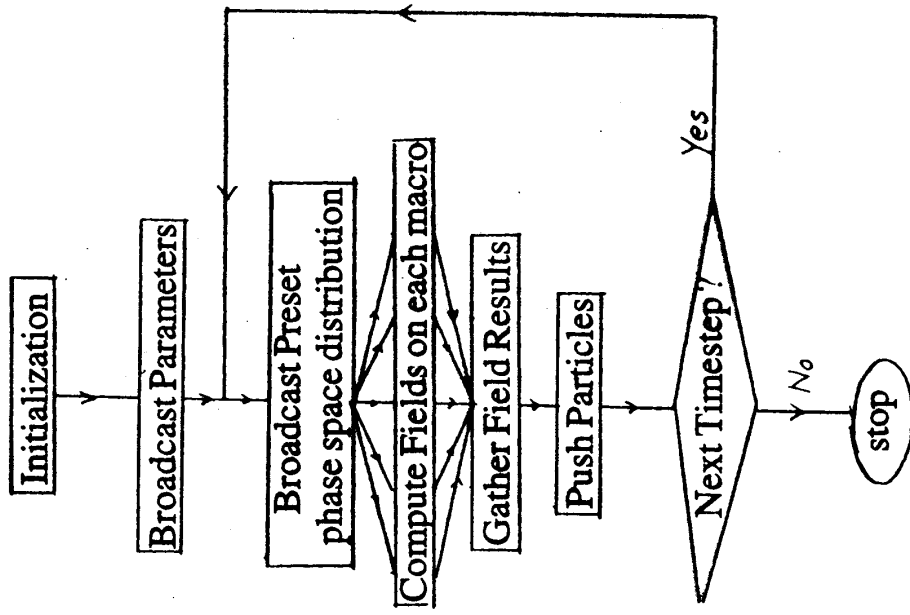 Initialization
Broadcast Parameters
Broadcast Preset
phase space distribution
Compute Fields on each macro
Gather Field Results
Push Particles
Next Timestep?
Yes
No
stop